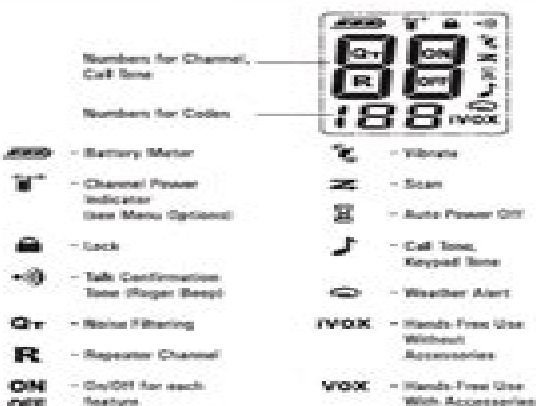 Numbers for Channel,
Call Tone
Numbers for Codes
QT ON
R OFF
188 iVOX
- Battery Meter
- Channel Power
Indicator
(see Menu Options)
- Lock
- Talk Confirmation
Tone (Roger Beep)
QT - Noise Filtering
R - Repeater Channel
ON - On/Off for each
OFF feature
- Vibrate
- Scan
- Auto Power Off
- Call Tone,
Keypad Tone
- Weather Alert
iVOX - Hands-Free Use
Without
Accessories
VOX - Hands-Free Use
With Accessories